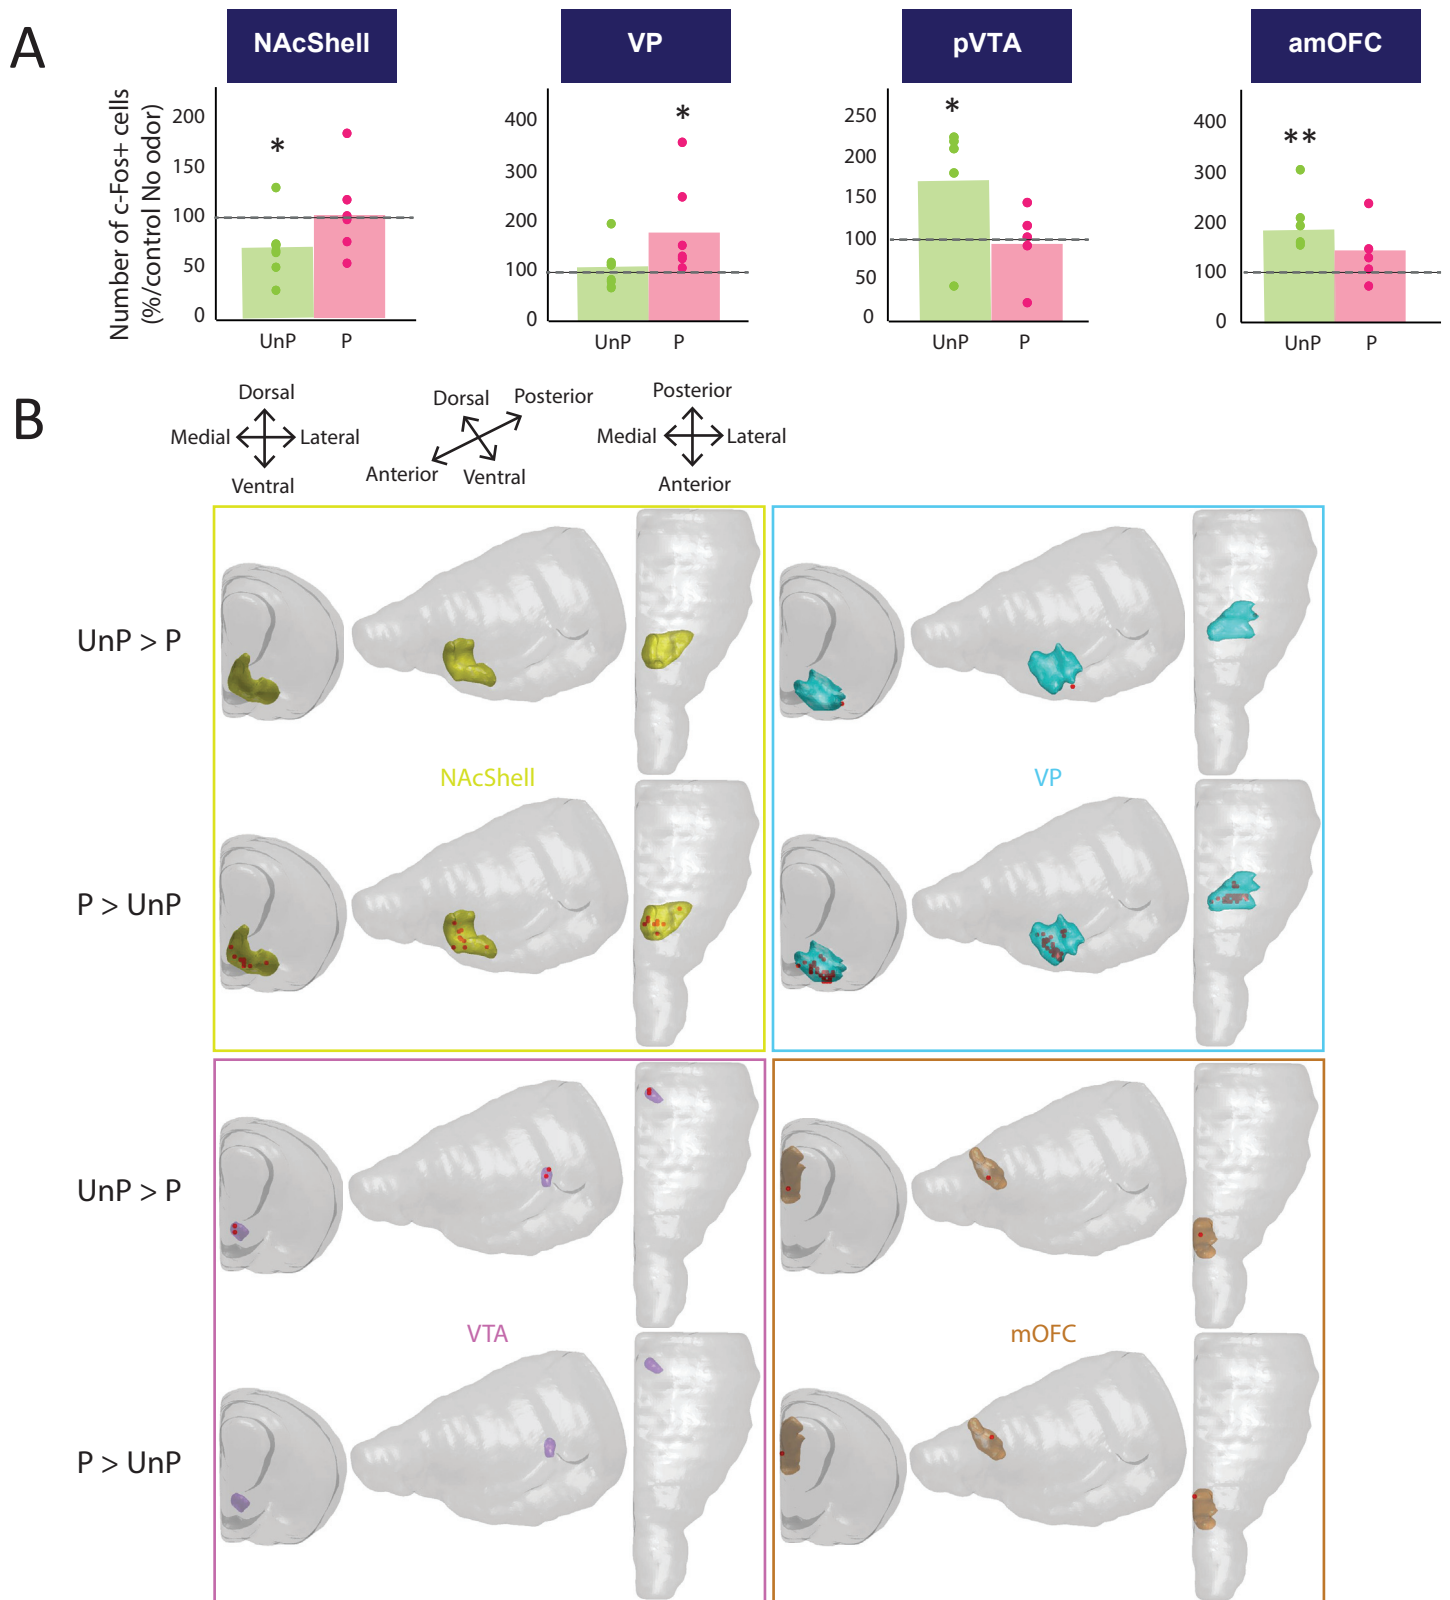 A
NAcShell
VP
pVTA
amOFC
Number of c-Fos+ cells
(%/control No odor)
200
150
100
50
0
*
UnP
P
400
300
200
100
0
*
UnP
P
250
200
150
100
50
0
*
UnP
P
400
300
200
100
0
**
UnP
P
B
Dorsal
Medial
Lateral
Ventral
Dorsal
Posterior
Anterior
Ventral
Posterior
Medial
Lateral
Anterior
UnP > P
NAcShell
VP
P > UnP
UnP > P
VTA
mOFC
P > UnP